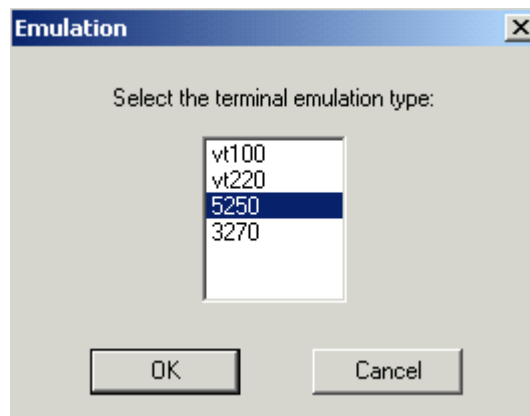 Emulation
Select the terminal emulation type:
vt100
vt220
5250
3270
OK Cancel